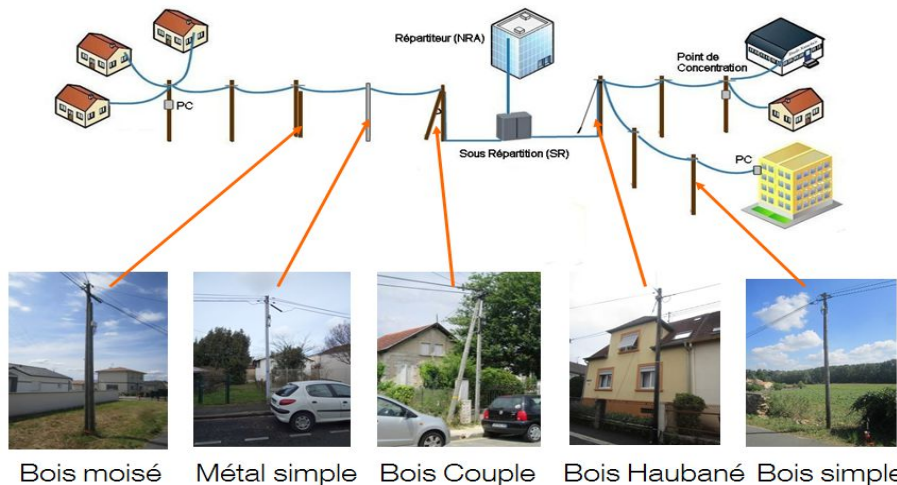 Répartiteur (NRA)
Point de
Concentration
PC
Sous Répartition (SR)
PC
Bois moisé
Métal simple
Bois Couple
Bois Haubané
Bois simple